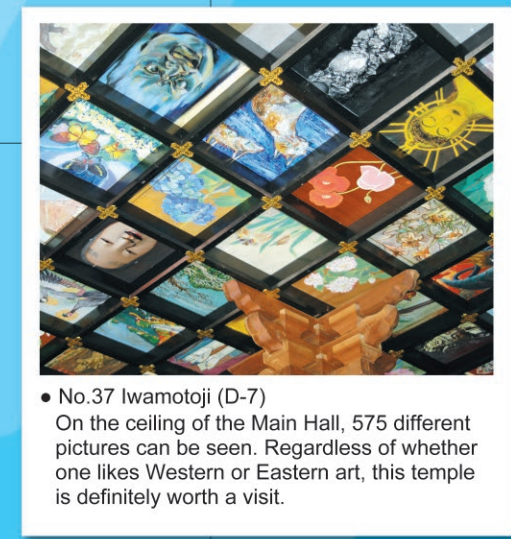 ● No.37 Iwamotoji (D-7)
On the ceiling of the Main Hall, 575 different
pictures can be seen. Regardless of whether
one likes Western or Eastern art, this temple
is definitely worth a visit.